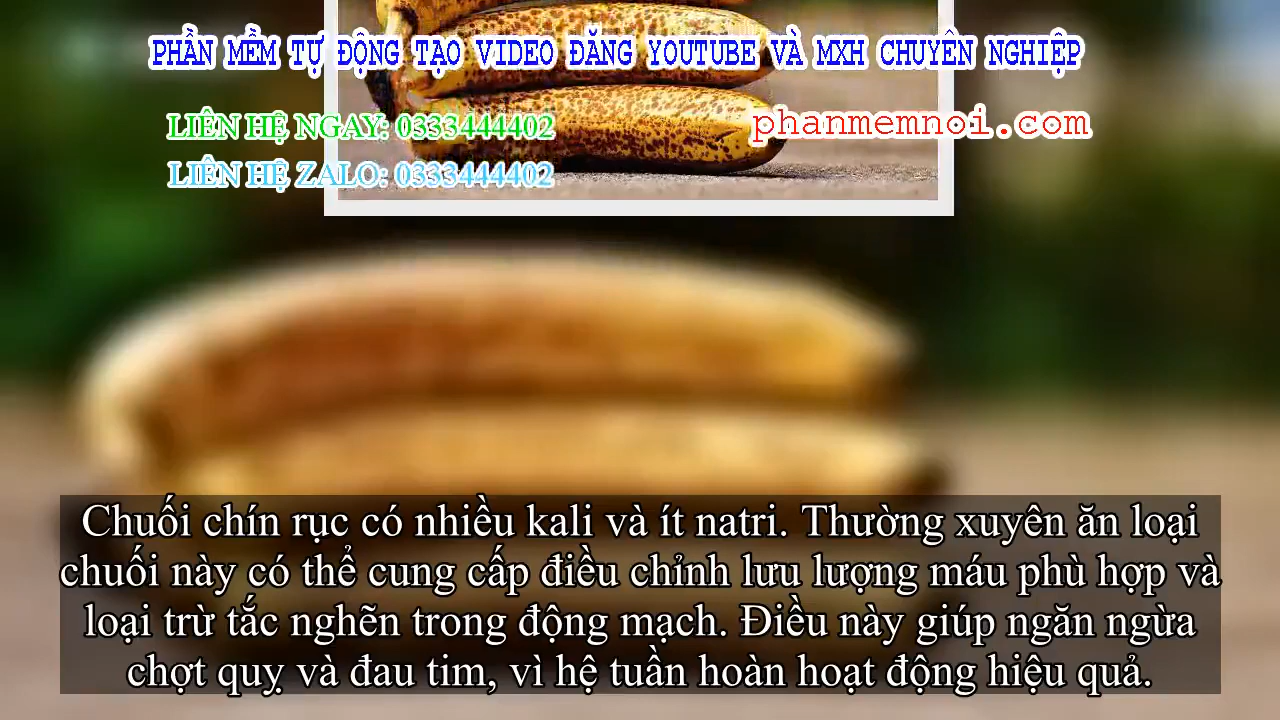 PHẦN MỀM TỰ ĐỘNG TẠO VIDEO ĐĂNG YOUTUBE VÀ MXH CHUYÊN NGHIỆP
LIÊN HỆ NGAY: 0333444402
phanmemnoi.com
LIÊN HỆ ZALO: 0333444402
Chuối chín rục có nhiều kali và ít natri. Thường xuyên ăn loại
chuối này có thể cung cấp điều chỉnh lưu lượng máu phù hợp và
loại trừ tắc nghẽn trong động mạch. Điều này giúp ngăn ngừa
chợt quỵ và đau tim, vì hệ tuần hoàn hoạt động hiệu quả.